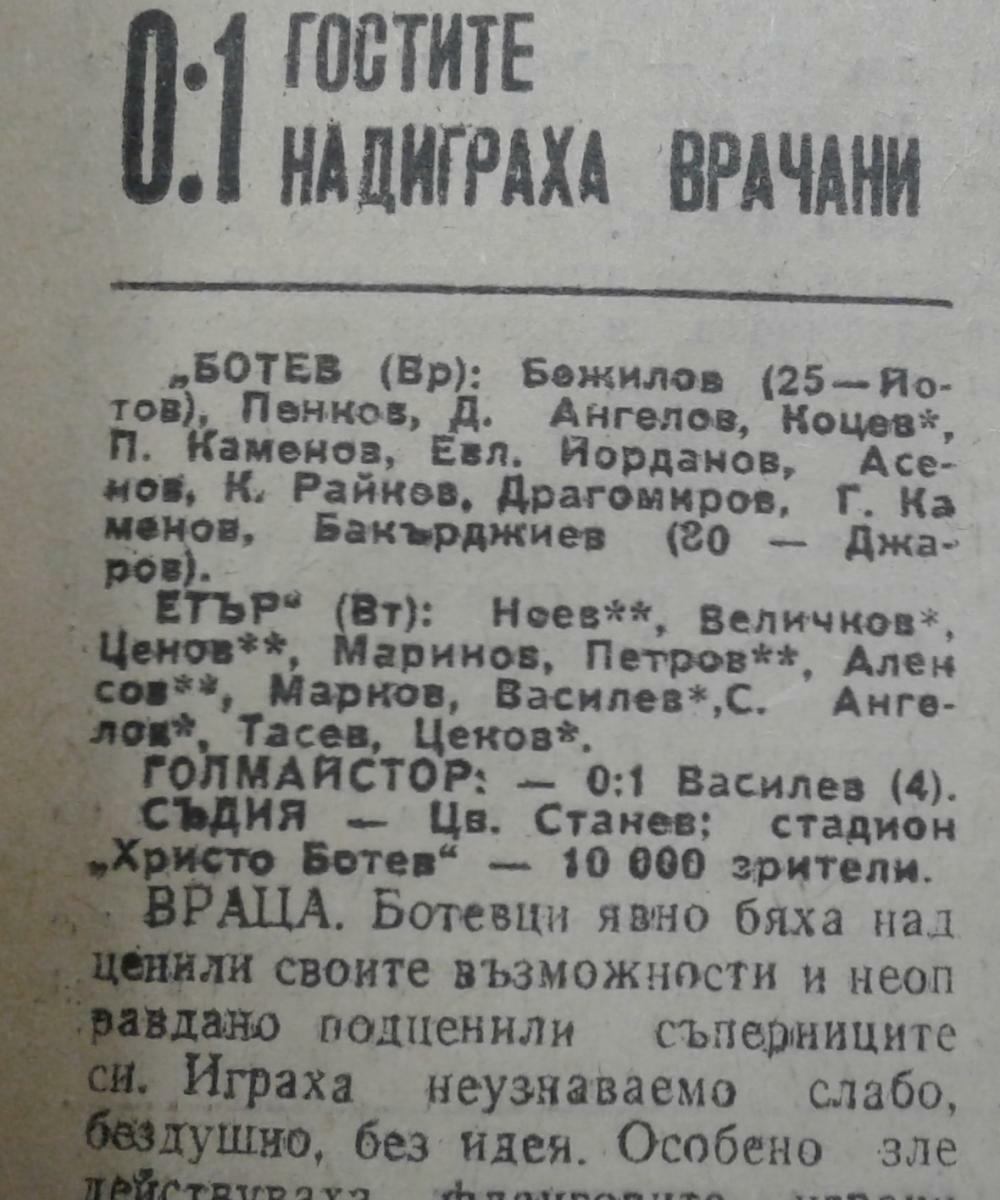 0:1 ГОСТИТЕ
НАДИГРАХА ВРАЧАНИ
„БОТЕВ (Вр): Божилов (25—Йо-
тов), Пенков, Д. Ангелов, Коцев*,
П. Каменов, Евл. Йорданов, Асе-
нов, К. Райков, Драгомиров, Г. Ка
менов, Бакърджиев (80 — Джа-
ров).
ЕТЪР“ (Вт): Ноев**, Величков*,
Ценов**, Маринов, Петров**,Ален
сов**, Марков, Василев*,С. Анге-
лов*, Тасев, Цеков*.
ГОЛМАЙСТОР: — 0:1 Василев (4).
СЪДИЯ — Цв. Станев; стадион
„Христо Ботев“ — 10 000 зрители.
ВРАЦА. Ботевци явно бяха над
ценили своите възможности и неоп
равдано подценили съперниците
си. Играха неузнаваемо слабо,
бездушно, без идея. Особено зле
действуваха